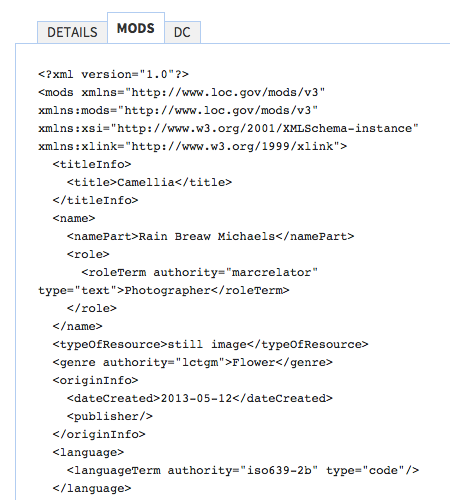 DETAILS MODS DC
<?xml version="1.0"?>
<mods xmlns="http://www.loc.gov/mods/v3"
xmlns:mods="http://www.loc.gov/mods/v3"
xmlns:xsi="http://www.w3.org/2001/XMLSchema-instance"
xmlns:xlink="http://www.w3.org/1999/xlink">
  <titleInfo>
    <title>Camellia</title>
  </titleInfo>
  <name>
    <namePart>Rain Breaw Michaels</namePart>
    <role>
      <roleTerm authority="marcrelator"
type="text">Photographer</roleTerm>
    </role>
  </name>
  <typeOfResource>still image</typeOfResource>
  <genre authority="lctgm">Flower</genre>
  <originInfo>
    <dateCreated>2013-05-12</dateCreated>
    <publisher/>
  </originInfo>
  <language>
    <languageTerm authority="iso639-2b" type="code"/>
  </language>